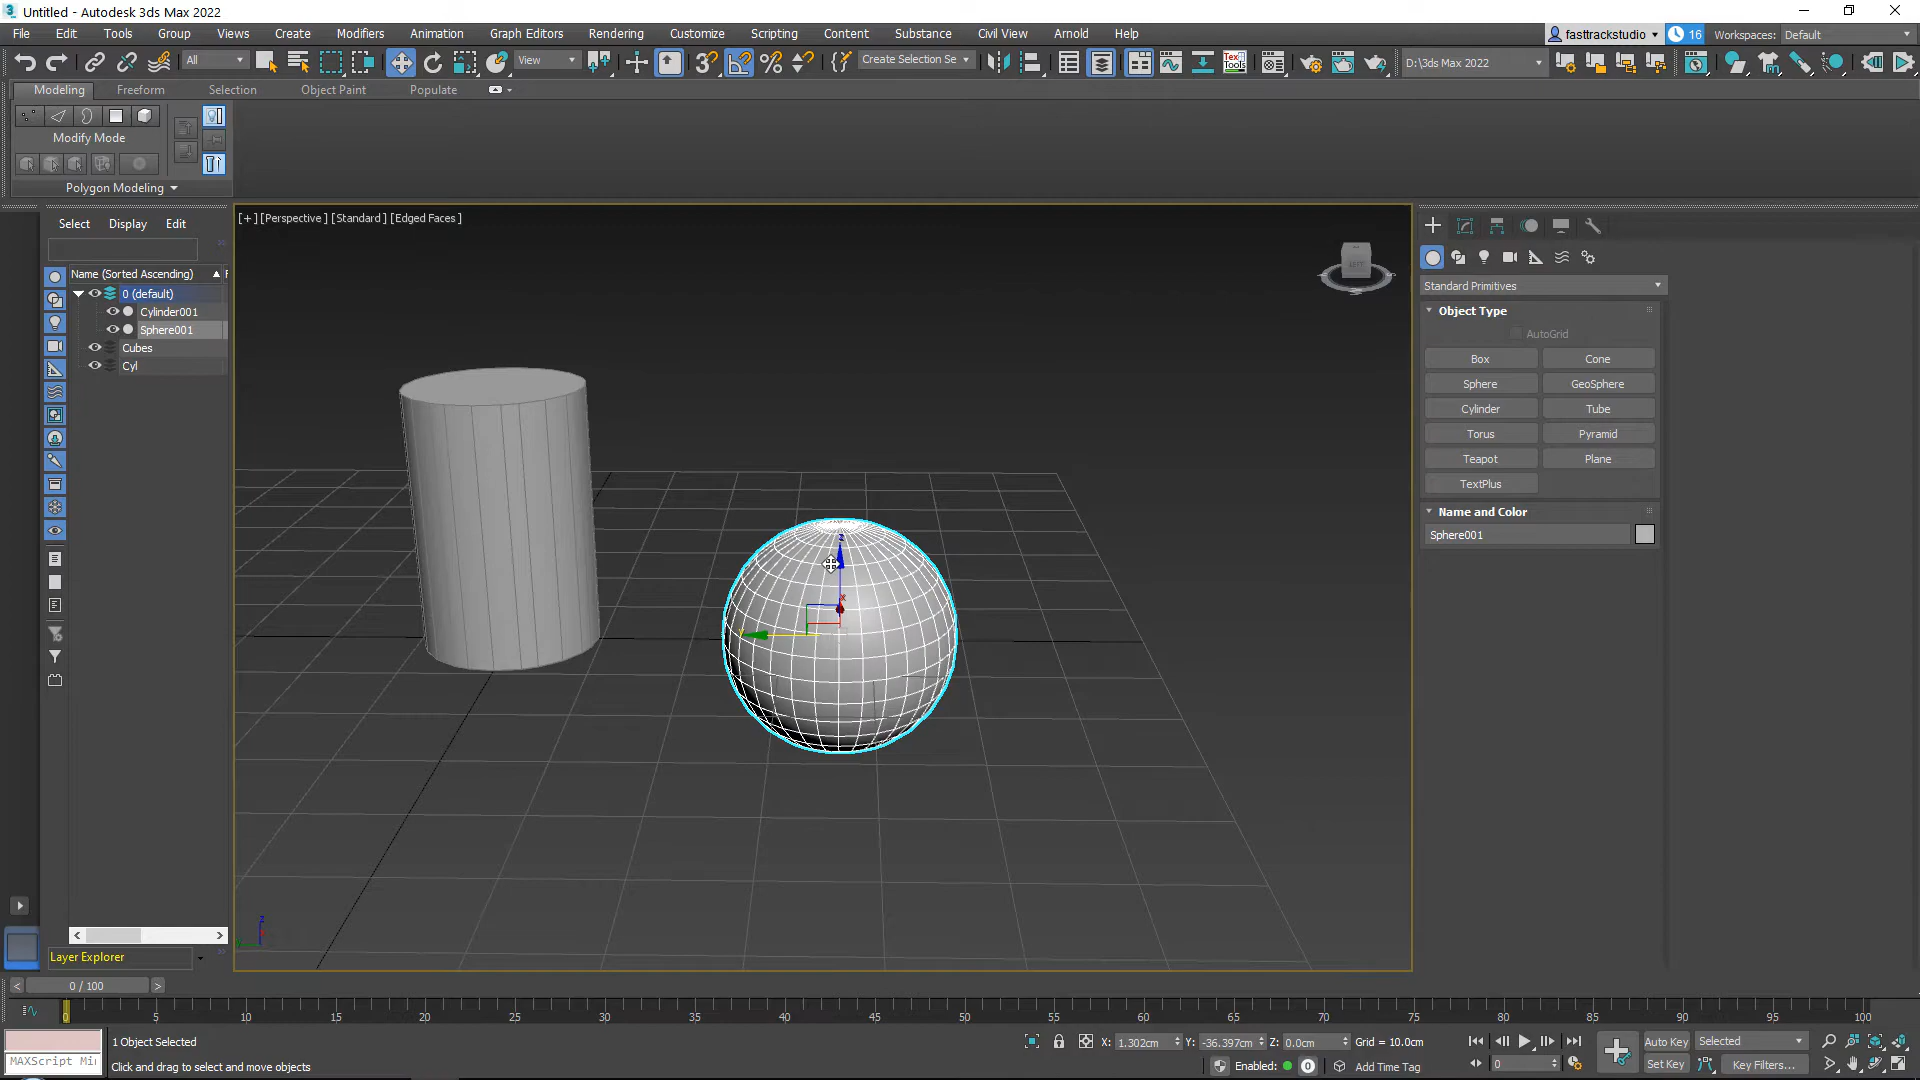 Untitled - Autodesk 3ds Max 2022
File Edit Tools Group Views Create Modifiers Animation Graph Editors Rendering Customize Scripting Content Substance Civil View Arnold Help
fasttrackstudio 16 Workspaces: Default
All View Create Selection Se D:\3ds Max 2022
Modeling Freeform Selection Object Paint Populate
Modify Mode
Polygon Modeling
Select Display Edit
[+] [Perspective ] [Standard ] [Edged Faces ]
Name (Sorted Ascending) F
0 (default)
Cylinder001
Sphere001
Cubes
Cyl
LEFT
Standard Primitives
Object Type
AutoGrid
Box Cone
Sphere GeoSphere
Cylinder Tube
Torus Pyramid
Teapot Plane
TextPlus
Name and Color
Sphere001
z
x
y
z
Layer Explorer
0 / 100
0 5 10 15 20 25 30 35 40 45 50 55 60 65 70 75 80 85 90 95 100
1 Object Selected X: 1.302cm Y: -36.397cm Z: 0.0cm Grid = 10.0cm Auto Key Selected
MAXScript Mi
Click and drag to select and move objects Enabled: 0 Add Time Tag 0 Set Key Key Filters...